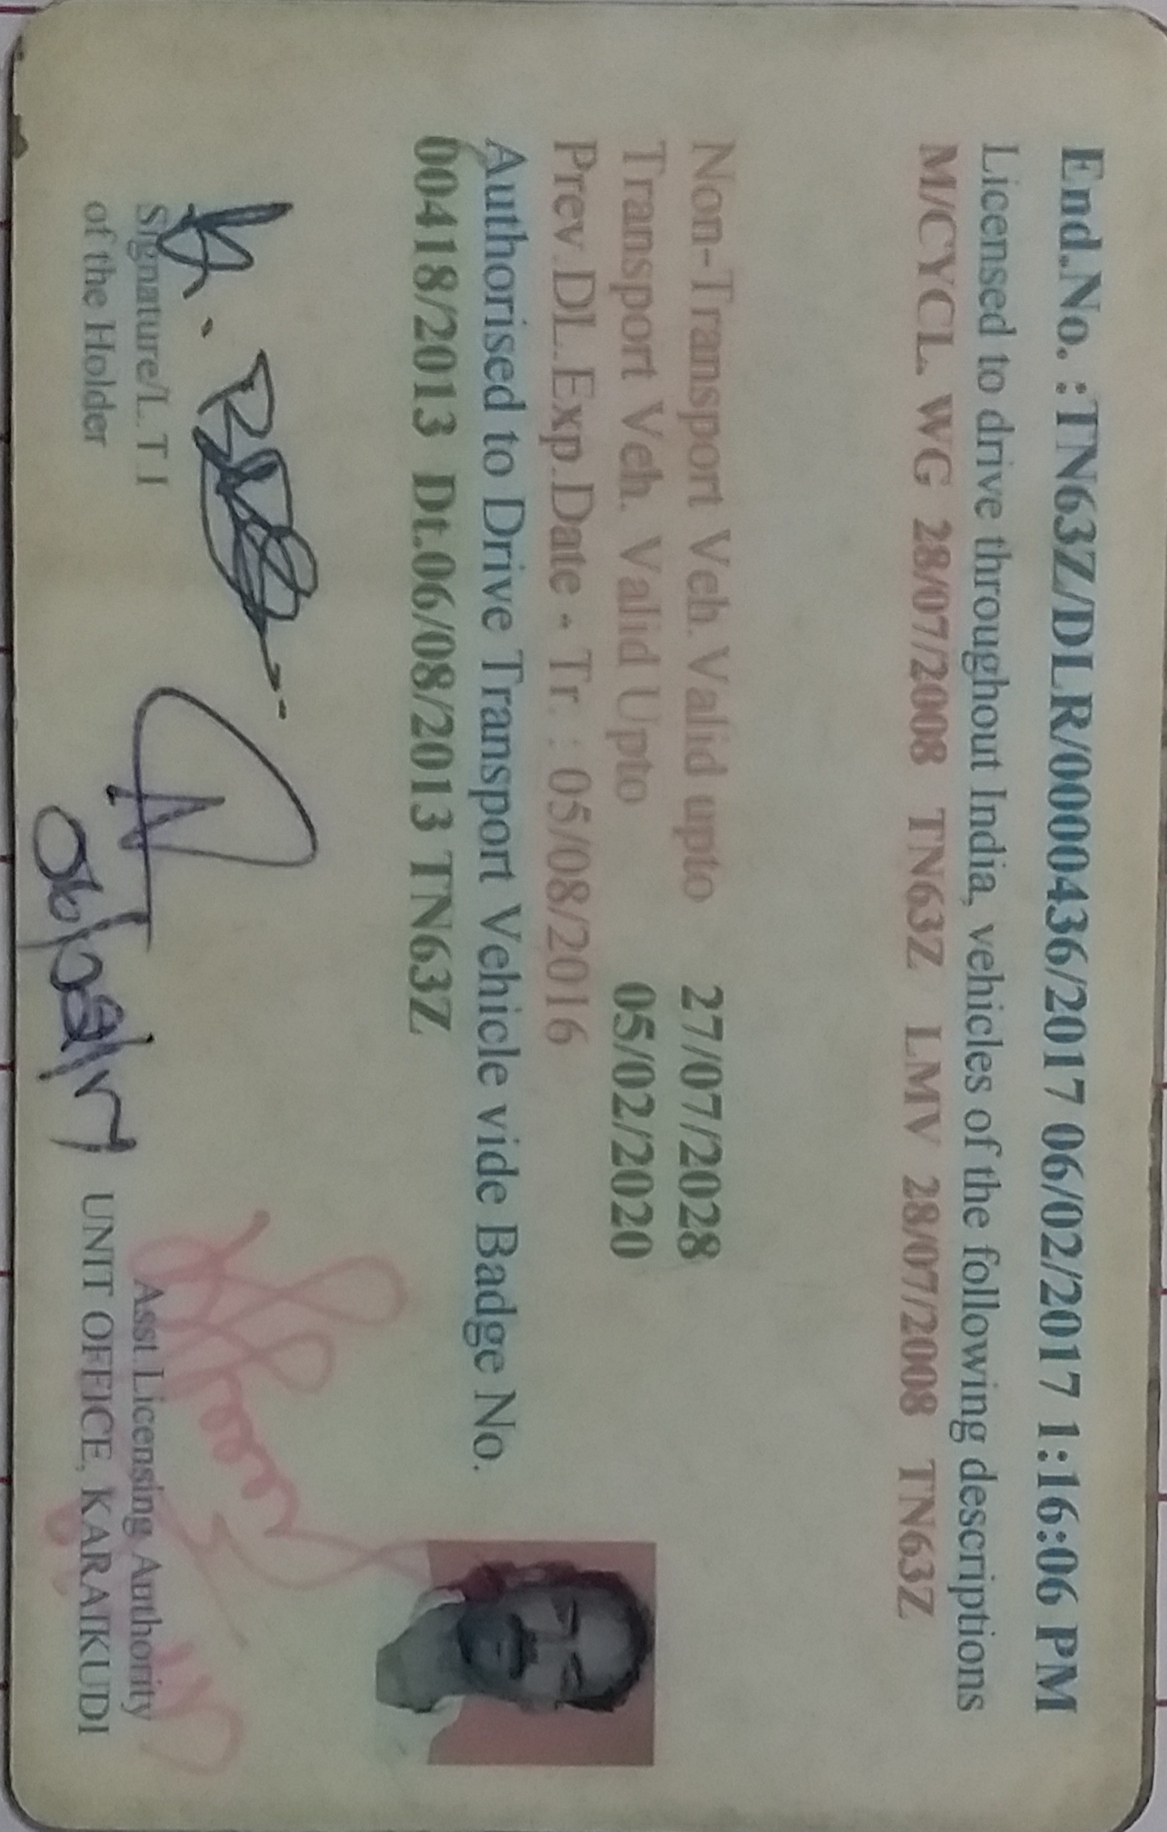 End.No. :TN63Z/DLR/0000436/2017 06/02/2017 1:16:06 PM
Licensed to drive throughout India, vehicles of the following descriptions
M/CYCL. WG 28/07/2008 TN63Z LMV 28/07/2008 TN63Z
Non-Transport Veh. Valid upto 27/07/2028
Transport Veh. Valid Upto 05/02/2020
Prev.DL.Exp.Date - Tr. : 05/08/2016
Authorised to Drive Transport Vehicle vide Badge No.
00418/2013 Dt.06/08/2013 TN63Z
Signature/L.T.I
of the Holder
06/02/17
Asst.Licensing Authority
UNIT OFFICE, KARAIKUDI